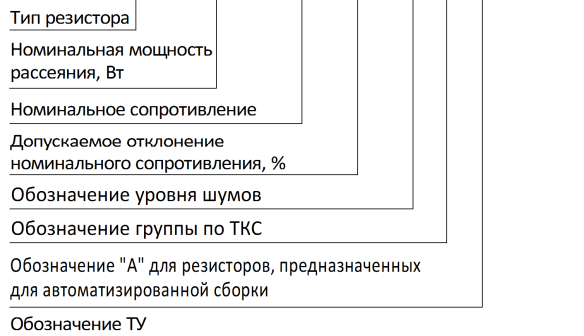 Тип резистора
Номинальная мощность
рассеяния, Вт
Номинальное сопротивление
Допускаемое отклонение
номинального сопротивления, %
Обозначение уровня шумов
Обозначение группы по ТКС
Обозначение "А" для резисторов, предназначенных
для автоматизированной сборки
Обозначение ТУ